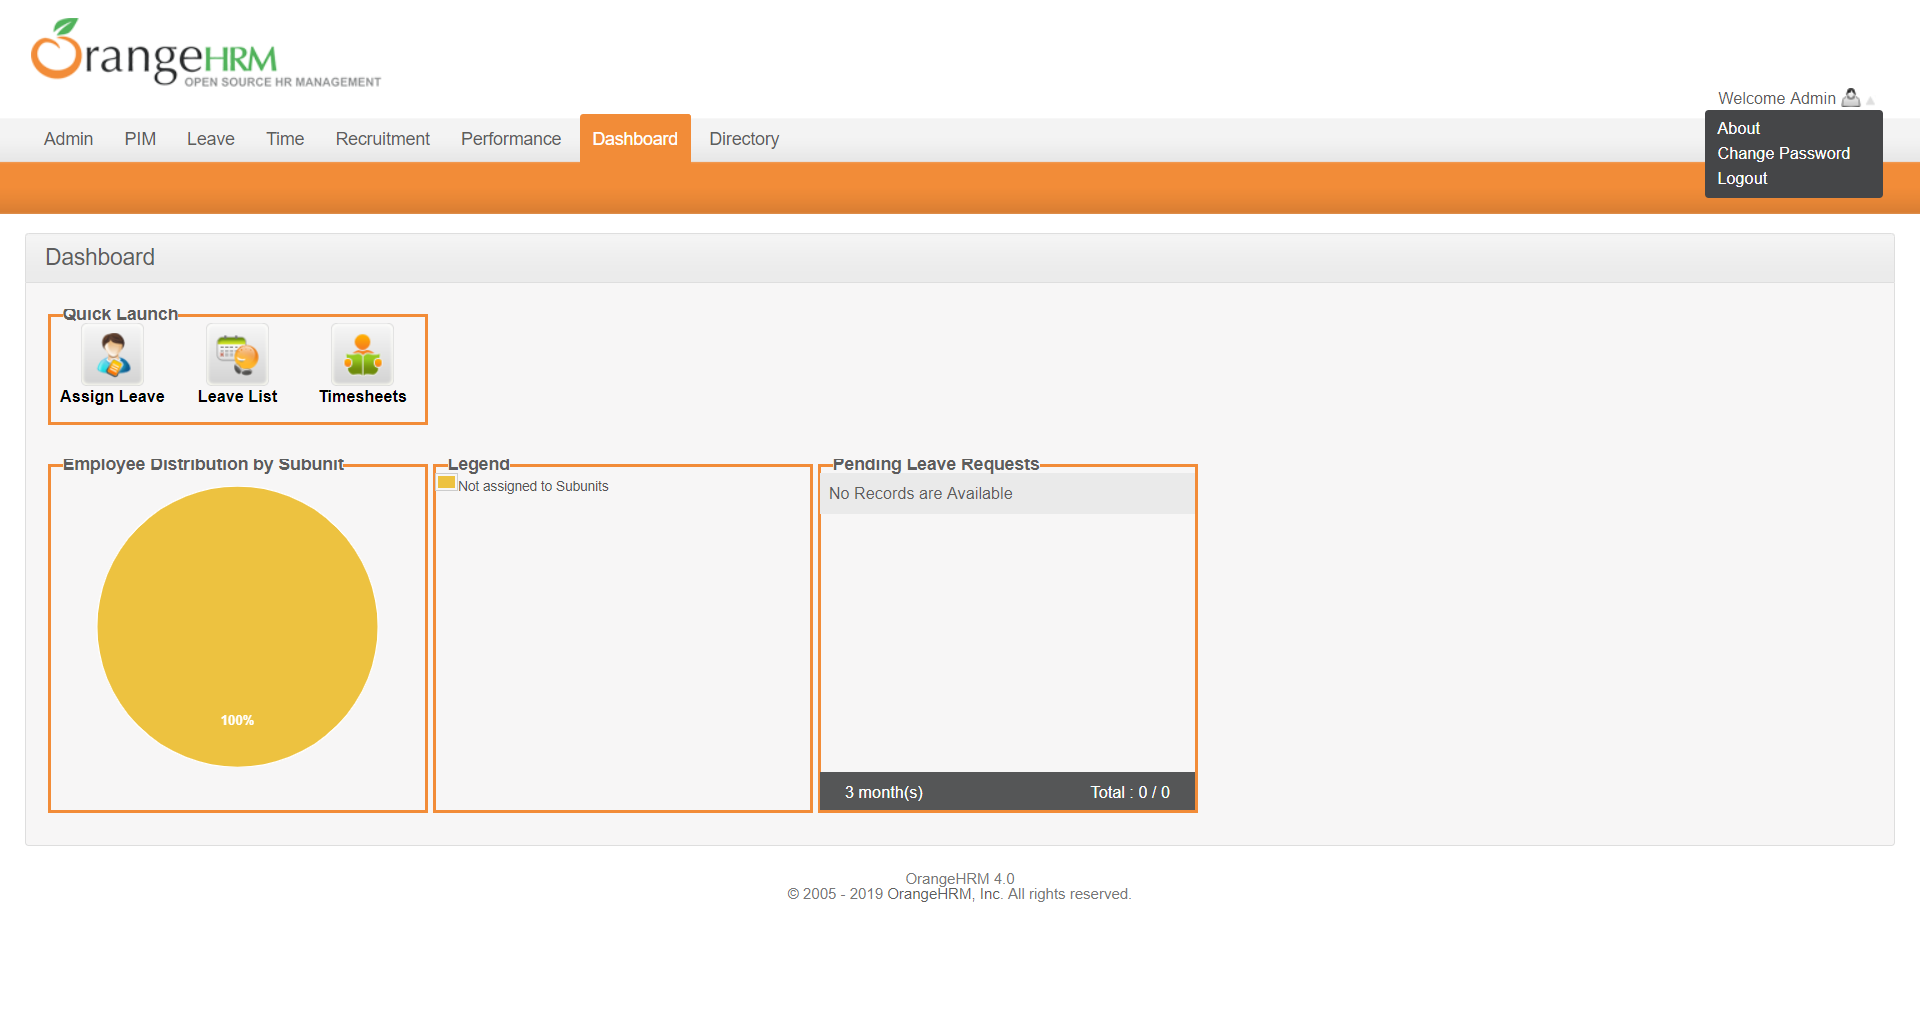 OrangeHRM
OPEN SOURCE HR MANAGEMENT
Welcome Admin
About
Change Password
Logout
Admin PIM Leave Time Recruitment Performance Dashboard Directory
Dashboard
Quick Launch
Assign Leave Leave List Timesheets
Employee Distribution by Subunit
100%
Legend
Not assigned to Subunits
Pending Leave Requests
No Records are Available
3 month(s) Total : 0 / 0
OrangeHRM 4.0
© 2005 - 2019 OrangeHRM, Inc. All rights reserved.